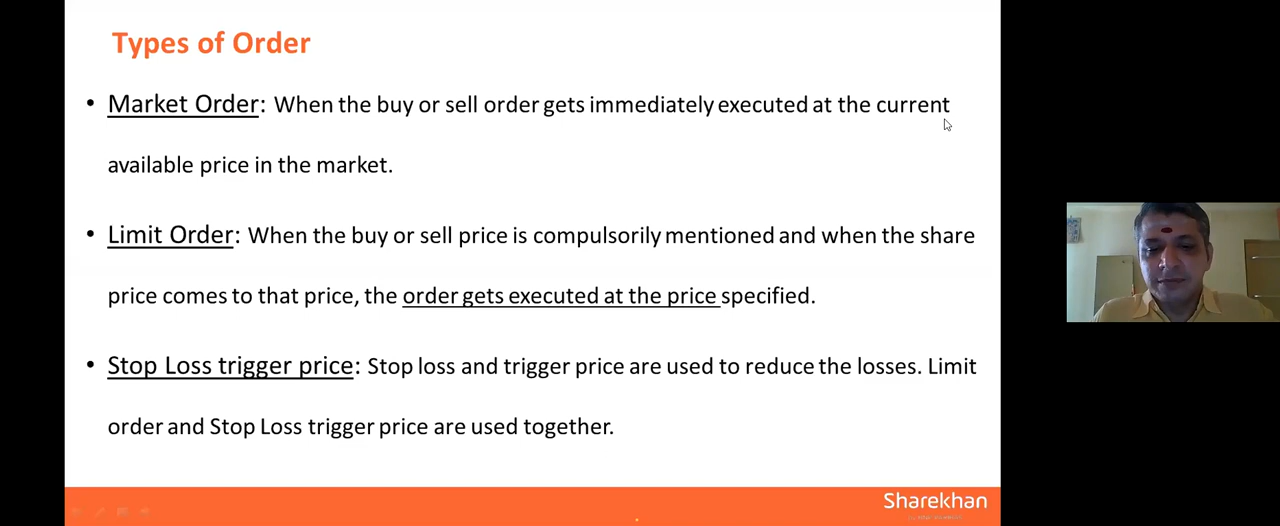 Types of Order
• Market Order: When the buy or sell order gets immediately executed at the current
available price in the market.
• Limit Order: When the buy or sell price is compulsorily mentioned and when the share
price comes to that price, the order gets executed at the price specified.
• Stop Loss trigger price: Stop loss and trigger price are used to reduce the losses. Limit
order and Stop Loss trigger price are used together.
Sharekhan